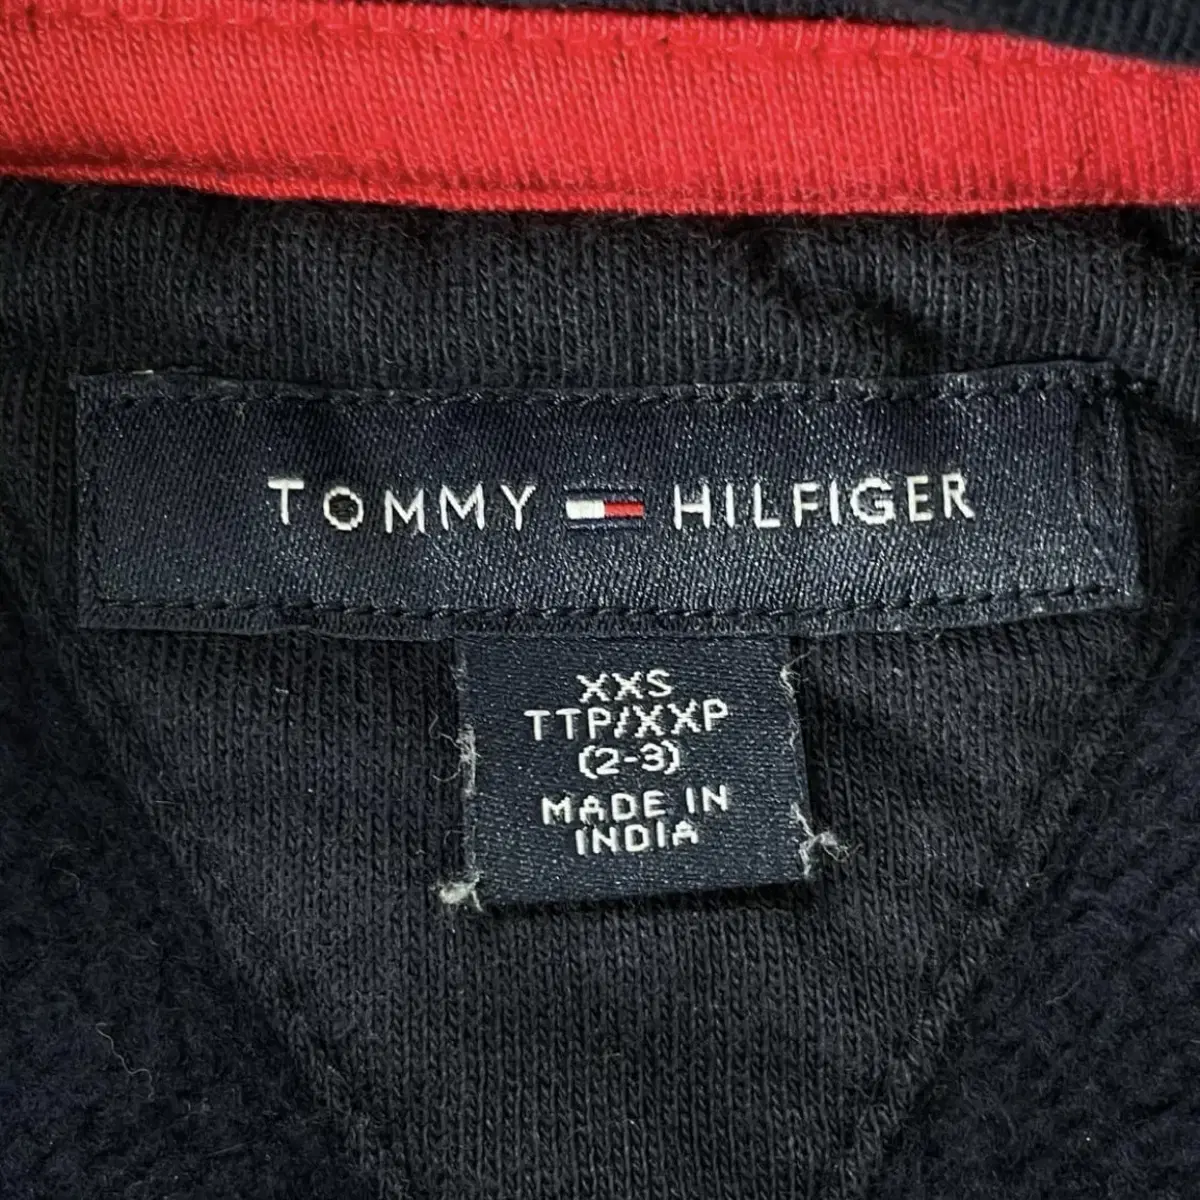 TOMMY HILFIGER
XXS
TTP/XXP
(2-3)
MADE IN
INDIA